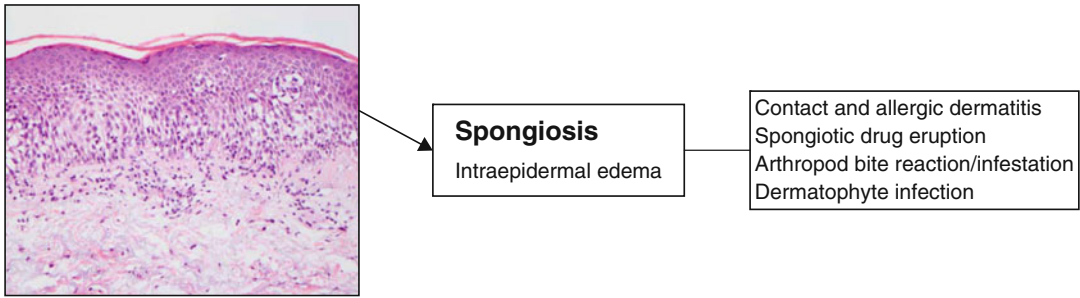 Spongiosis
Intraepidermal edema
Contact and allergic dermatitis
Spongiotic drug eruption
Arthropod bite reaction/infestation
Dermatophyte infection